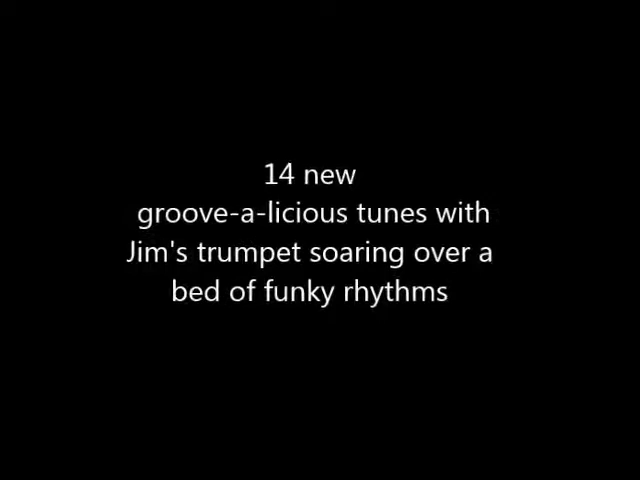 14 new
groove-a-licious tunes with
Jim's trumpet soaring over a
bed of funky rhythms